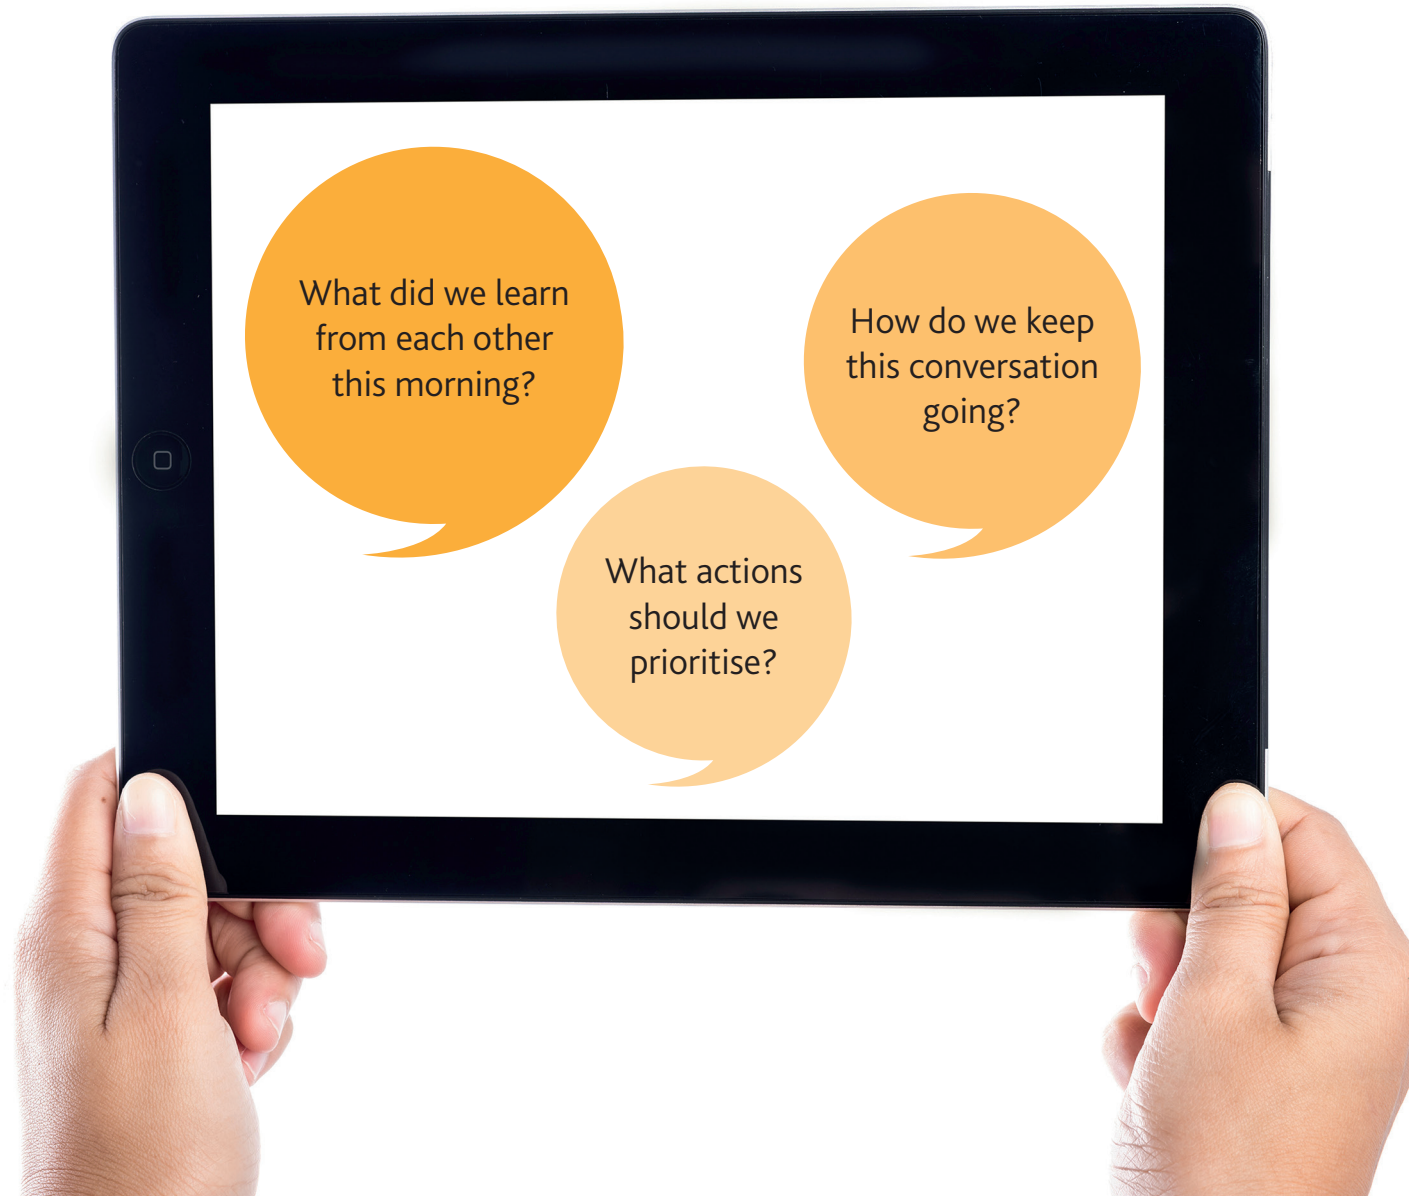 What did we learn
from each other
this morning?
How do we keep
this conversation
going?
What actions
should we
prioritise?